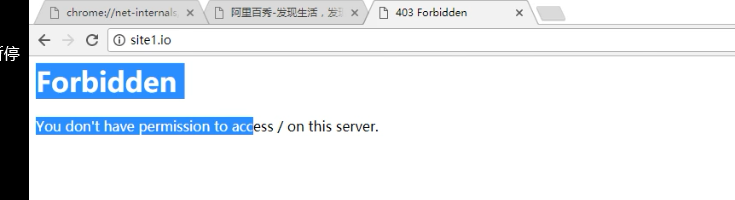 chrome://net-internals
阿里百秀-发现生活，发
403 Forbidden
site1.io
停
Forbidden
You don't have permission to access / on this server.